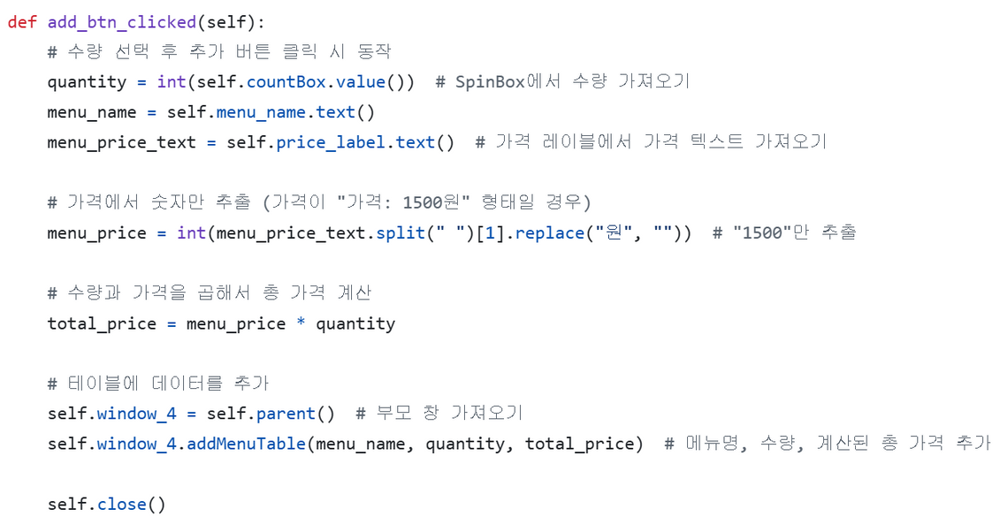 def add_btn_clicked(self):
    # 수량 선택 후 추가 버튼 클릭 시 동작
    quantity = int(self.countBox.value())  # SpinBox에서 수량 가져오기
    menu_name = self.menu_name.text()
    menu_price_text = self.price_label.text()  # 가격 레이블에서 가격 텍스트 가져오기

    # 가격에서 숫자만 추출 (가격이 "가격: 1500원" 형태일 경우)
    menu_price = int(menu_price_text.split(" ")[1].replace("원", ""))  # "1500"만 추출

    # 수량과 가격을 곱해서 총 가격 계산
    total_price = menu_price * quantity

    # 테이블에 데이터를 추가
    self.window_4 = self.parent()  # 부모 창 가져오기
    self.window_4.addMenuTable(menu_name, quantity, total_price)  # 메뉴명, 수량, 계산된 총 가격 추가

    self.close()